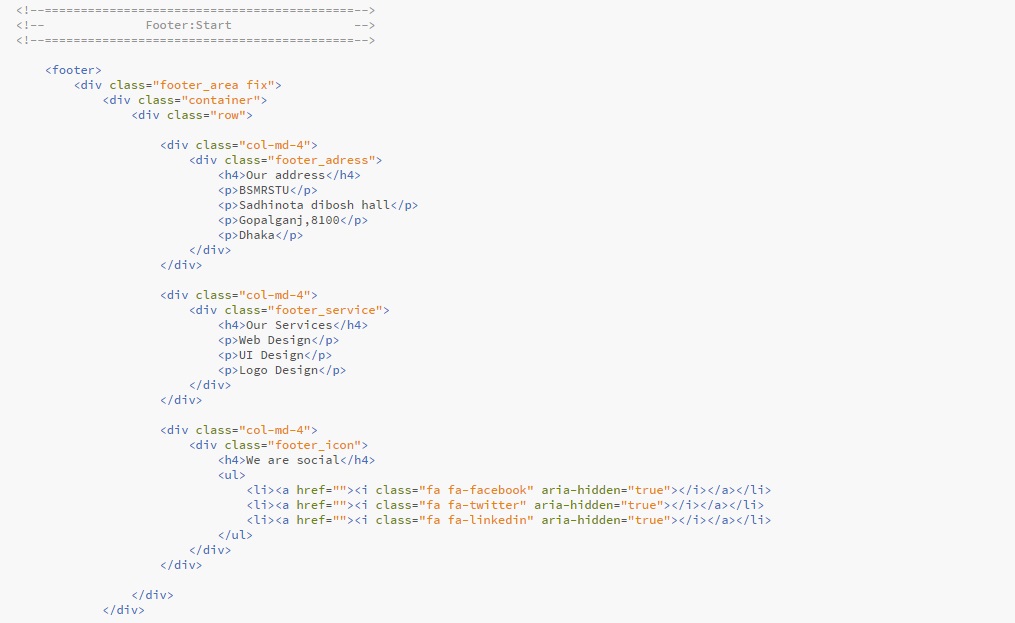 <!--===========================================-->
<!--              Footer:Start                 -->
<!--===========================================-->
<footer>
<div class="footer_area fix">
<div class="container">
<div class="row">
<div class="col-md-4">
<div class="footer_adress">
<h4>Our address</h4>
<p>BSMRSTU</p>
<p>Sadhinota dibosh hall</p>
<p>Gopalganj,8100</p>
<p>Dhaka</p>
</div>
</div>
<div class="col-md-4">
<div class="footer_service">
<h4>Our Services</h4>
<p>Web Design</p>
<p>UI Design</p>
<p>Logo Design</p>
</div>
</div>
<div class="col-md-4">
<div class="footer_icon">
<h4>We are social</h4>
<ul>
<li><a href=""><i class="fa fa-facebook" aria-hidden="true"></i></a></li>
<li><a href=""><i class="fa fa-twitter" aria-hidden="true"></i></a></li>
<li><a href=""><i class="fa fa-linkedin" aria-hidden="true"></i></a></li>
</ul>
</div>
</div>
</div>
</div>